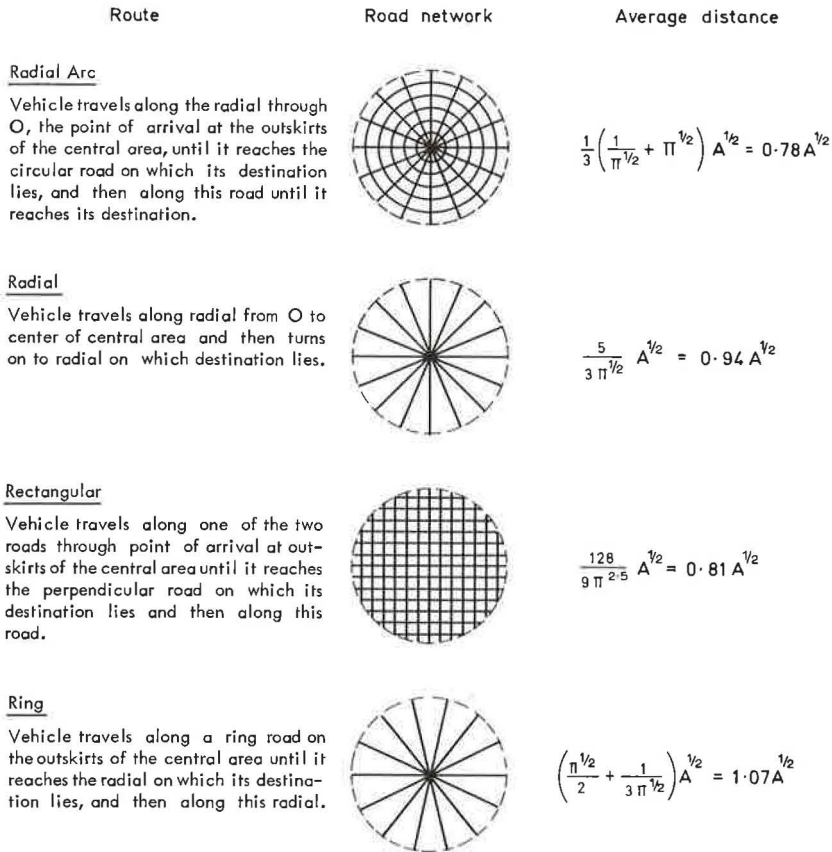 Route Road network Average distance
Radial Arc
Vehicle travels along the radial through
O, the point of arrival at the outskirts
of the central area, until it reaches the
circular road on which its destination
lies, and then along this road until it
reaches its destination.
1/3 (1/π^1/2 + Π^1/2) A^1/2 = 0·78 A^1/2
Radial
Vehicle travels along radial from O to
center of central area and then turns
on to radial on which destination lies.
5/3 Π^1/2 A^1/2 = 0·94 A^1/2
Rectangular
Vehicle travels along one of the two
roads through point of arrival at out-
skirts of the central area until it reaches
the perpendicular road on which its
destination lies and then along this
road.
128/9 Π^2·5 A^1/2 = 0·81 A^1/2
Ring
Vehicle travels along a ring road on
the outskirts of the central area until it
reaches the radial on which its destina-
tion lies, and then along this radial.
(Π^1/2/2 + 1/3 Π^1/2) A^1/2 = 1·07 A^1/2